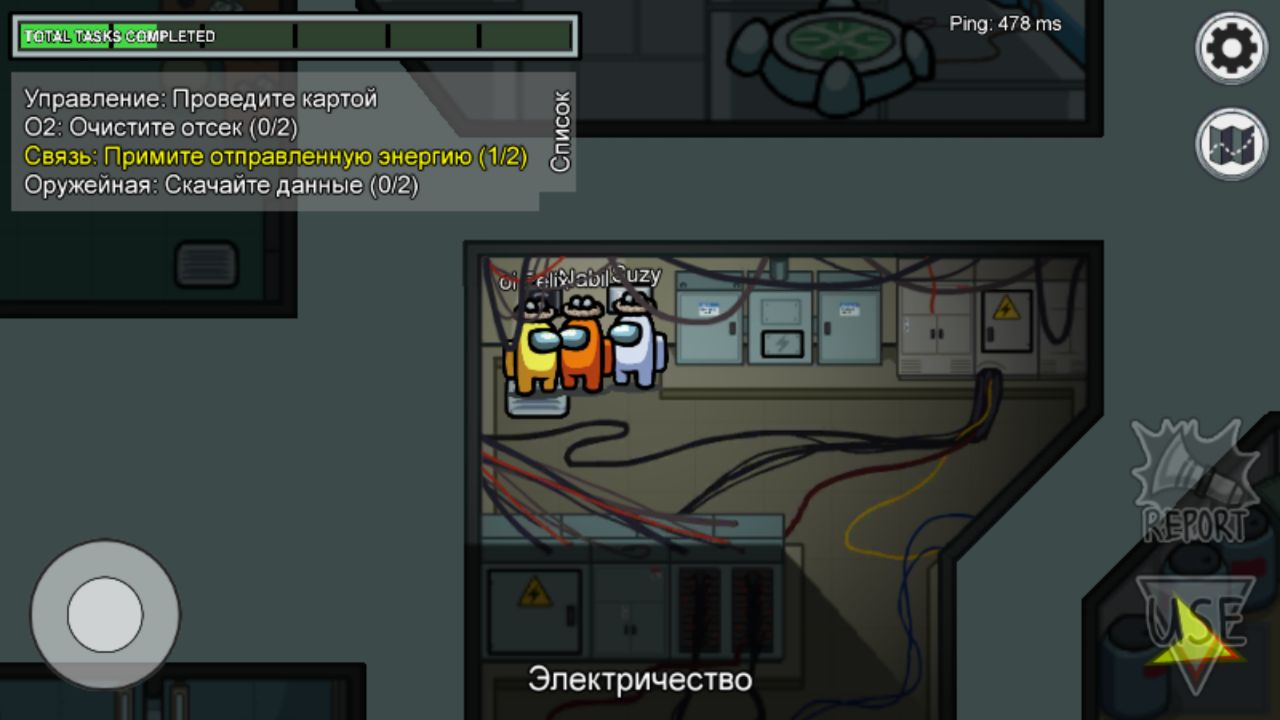 TOTAL TASKS COMPLETED
Ping: 478 ms
Управление: Проведите картой
O2: Очистите отсек (0/2)
Связь: Примите отправленную энергию (1/2)
Оружейная: Скачайте данные (0/2)
Список
Felix Nabil Suzy
REPORT
USE
Электричество